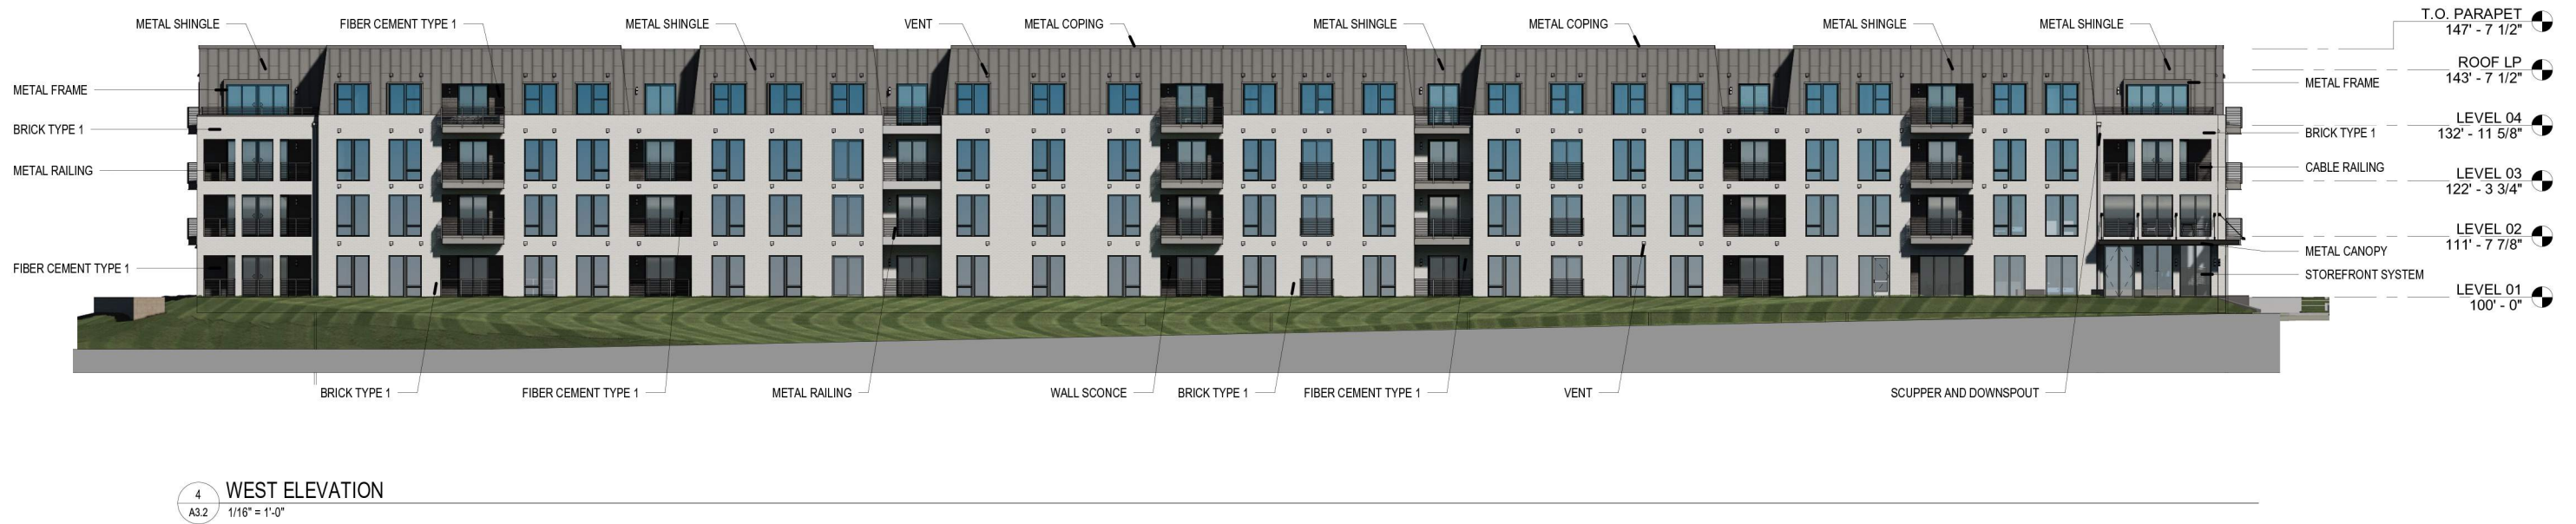 METAL SHINGLE
FIBER CEMENT TYPE 1
METAL SHINGLE
VENT
METAL COPING
METAL SHINGLE
METAL COPING
METAL SHINGLE
METAL SHINGLE
T.O. PARAPET
147' - 7 1/2"
ROOF LP
143' - 7 1/2"
METAL FRAME
METAL FRAME
LEVEL 04
132' - 11 5/8"
BRICK TYPE 1
BRICK TYPE 1
METAL RAILING
CABLE RAILING
LEVEL 03
122' - 3 3/4"
LEVEL 02
111' - 7 7/8"
METAL CANOPY
FIBER CEMENT TYPE 1
STOREFRONT SYSTEM
LEVEL 01
100' - 0"
BRICK TYPE 1
FIBER CEMENT TYPE 1
METAL RAILING
WALL SCONCE
BRICK TYPE 1
FIBER CEMENT TYPE 1
VENT
SCUPPER AND DOWNSPOUT
4
A3.2
WEST ELEVATION
1/16" = 1'-0"